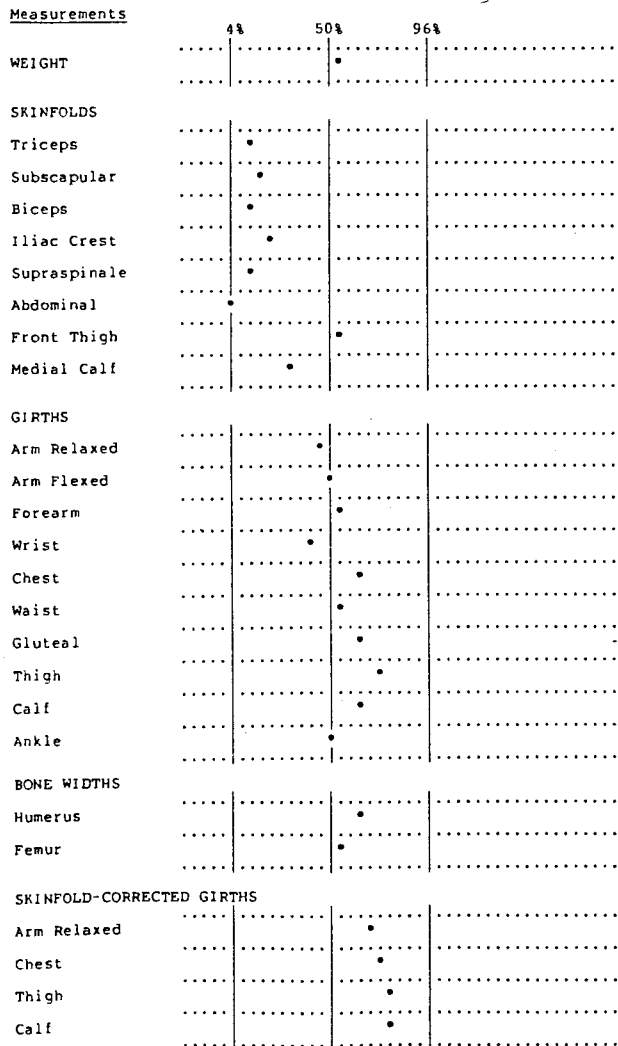 Measurements
4% 50% 96%
WEIGHT
SKINFOLDS
Triceps
Subscapular
Biceps
Iliac Crest
Supraspinale
Abdominal
Front Thigh
Medial Calf
GIRTHS
Arm Relaxed
Arm Flexed
Forearm
Wrist
Chest
Waist
Gluteal
Thigh
Calf
Ankle
BONE WIDTHS
Humerus
Femur
SKINFOLD-CORRECTED GIRTHS
Arm Relaxed
Chest
Thigh
Calf